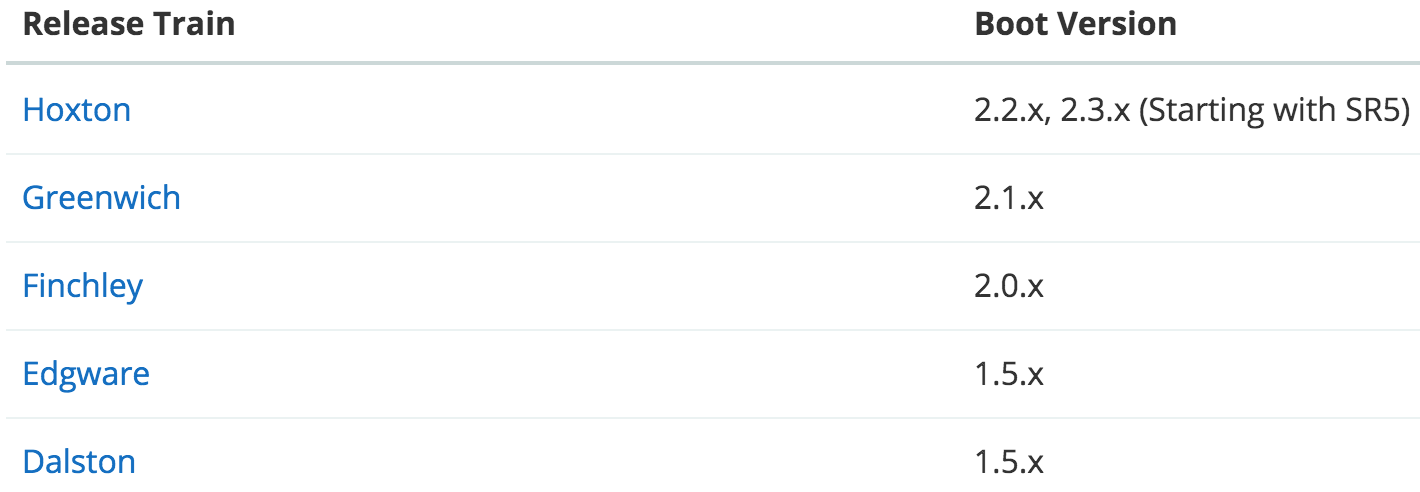 Release Train Boot Version
Hoxton 2.2.x, 2.3.x (Starting with SR5)
Greenwich 2.1.x
Finchley 2.0.x
Edgware 1.5.x
Dalston 1.5.x